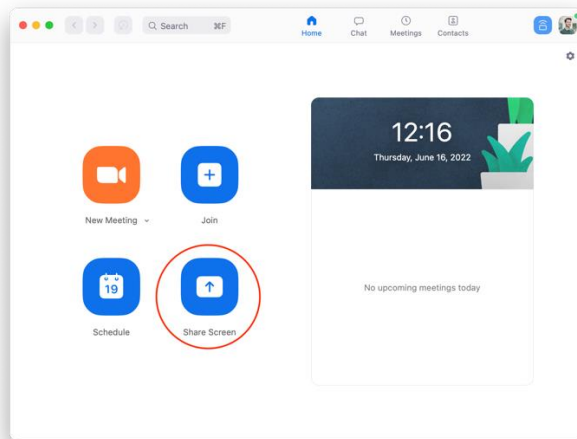 Search ⌘F
Home
Chat
Meetings
Contacts
12:16
Thursday, June 16, 2022
New Meeting
Join
19
Schedule
Share Screen
No upcoming meetings today